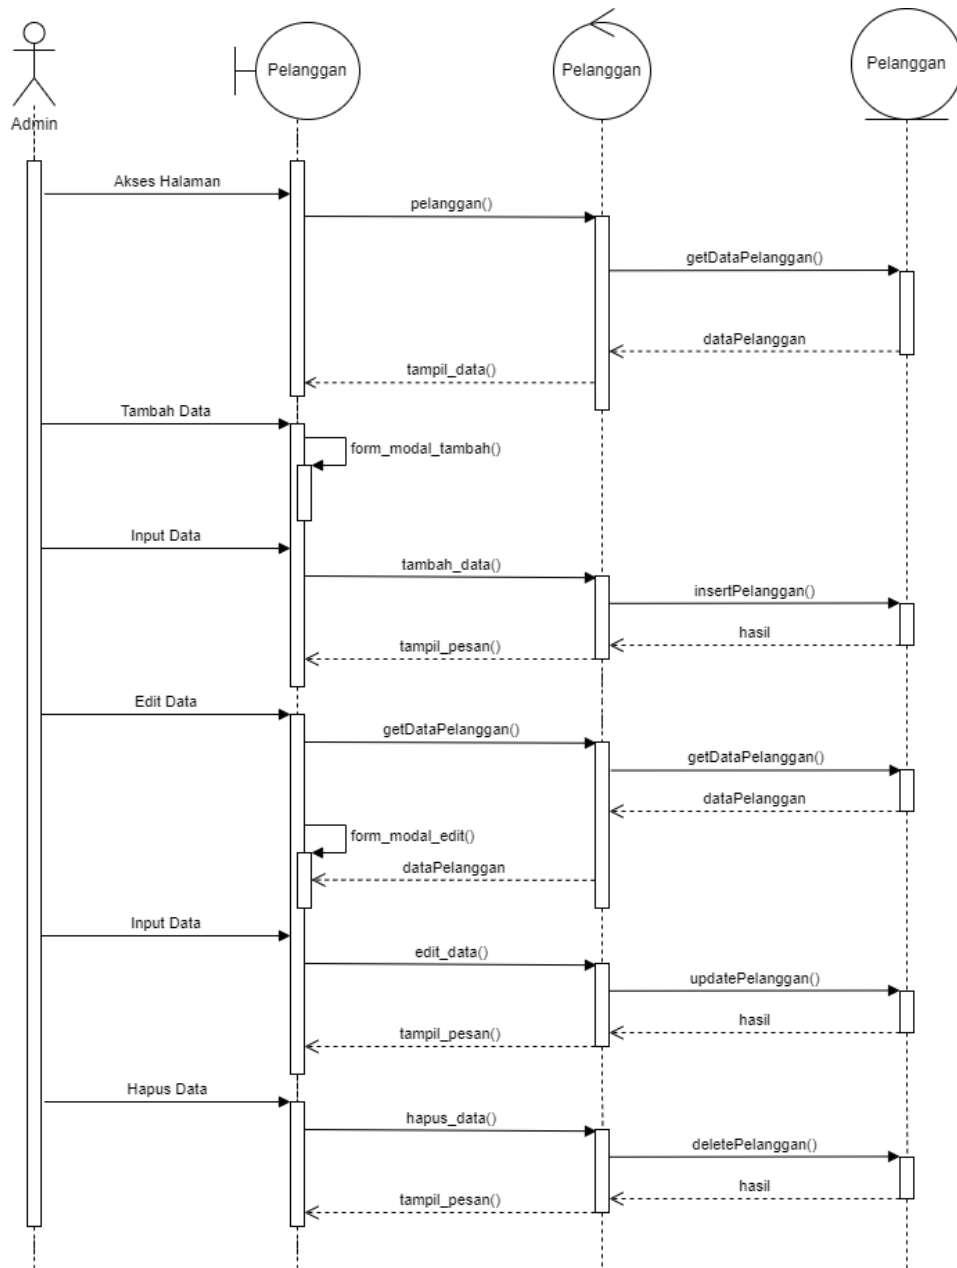 Pelanggan
Pelanggan
Pelanggan
Admin
Akses Halaman
pelanggan()
getDataPelanggan()
dataPelanggan
tampil_data()
Tambah Data
form_modal_tambah()
Input Data
tambah_data()
insertPelanggan()
hasil
tampil_pesan()
Edit Data
getDataPelanggan()
getDataPelanggan()
dataPelanggan
form_modal_edit()
dataPelanggan
Input Data
edit_data()
updatePelanggan()
hasil
tampil_pesan()
Hapus Data
hapus_data()
deletePelanggan()
hasil
tampil_pesan()